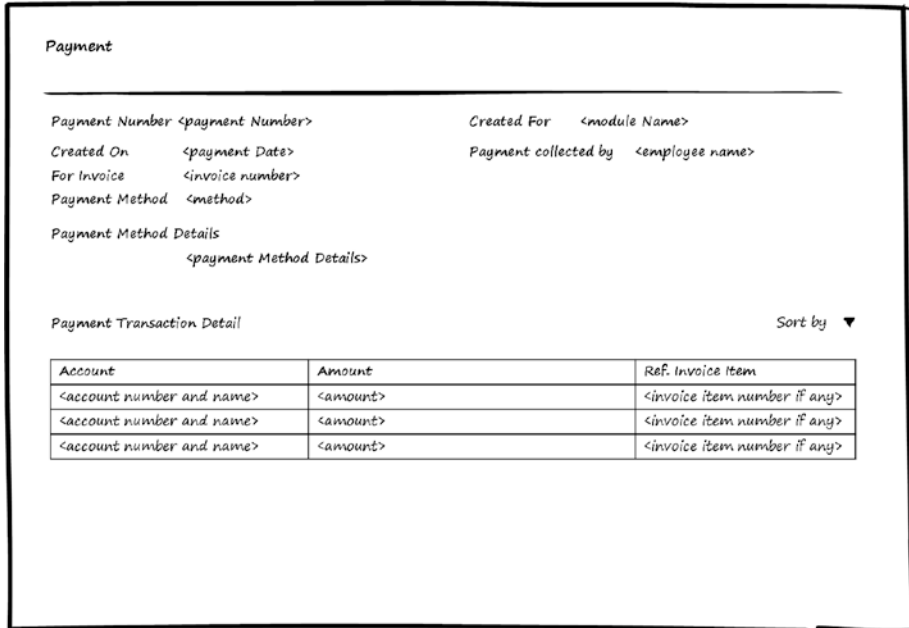 Payment
Payment Number <payment Number> Created For <module Name>
Created On <payment Date> Payment collected by <employee name>
For Invoice <invoice number>
Payment Method <method>
Payment Method Details
<payment Method Details>
Payment Transaction Detail Sort by ▼
Account Amount Ref. Invoice Item
<account number and name> <amount> <invoice item number if any>
<account number and name> <amount> <invoice item number if any>
<account number and name> <amount> <invoice item number if any>